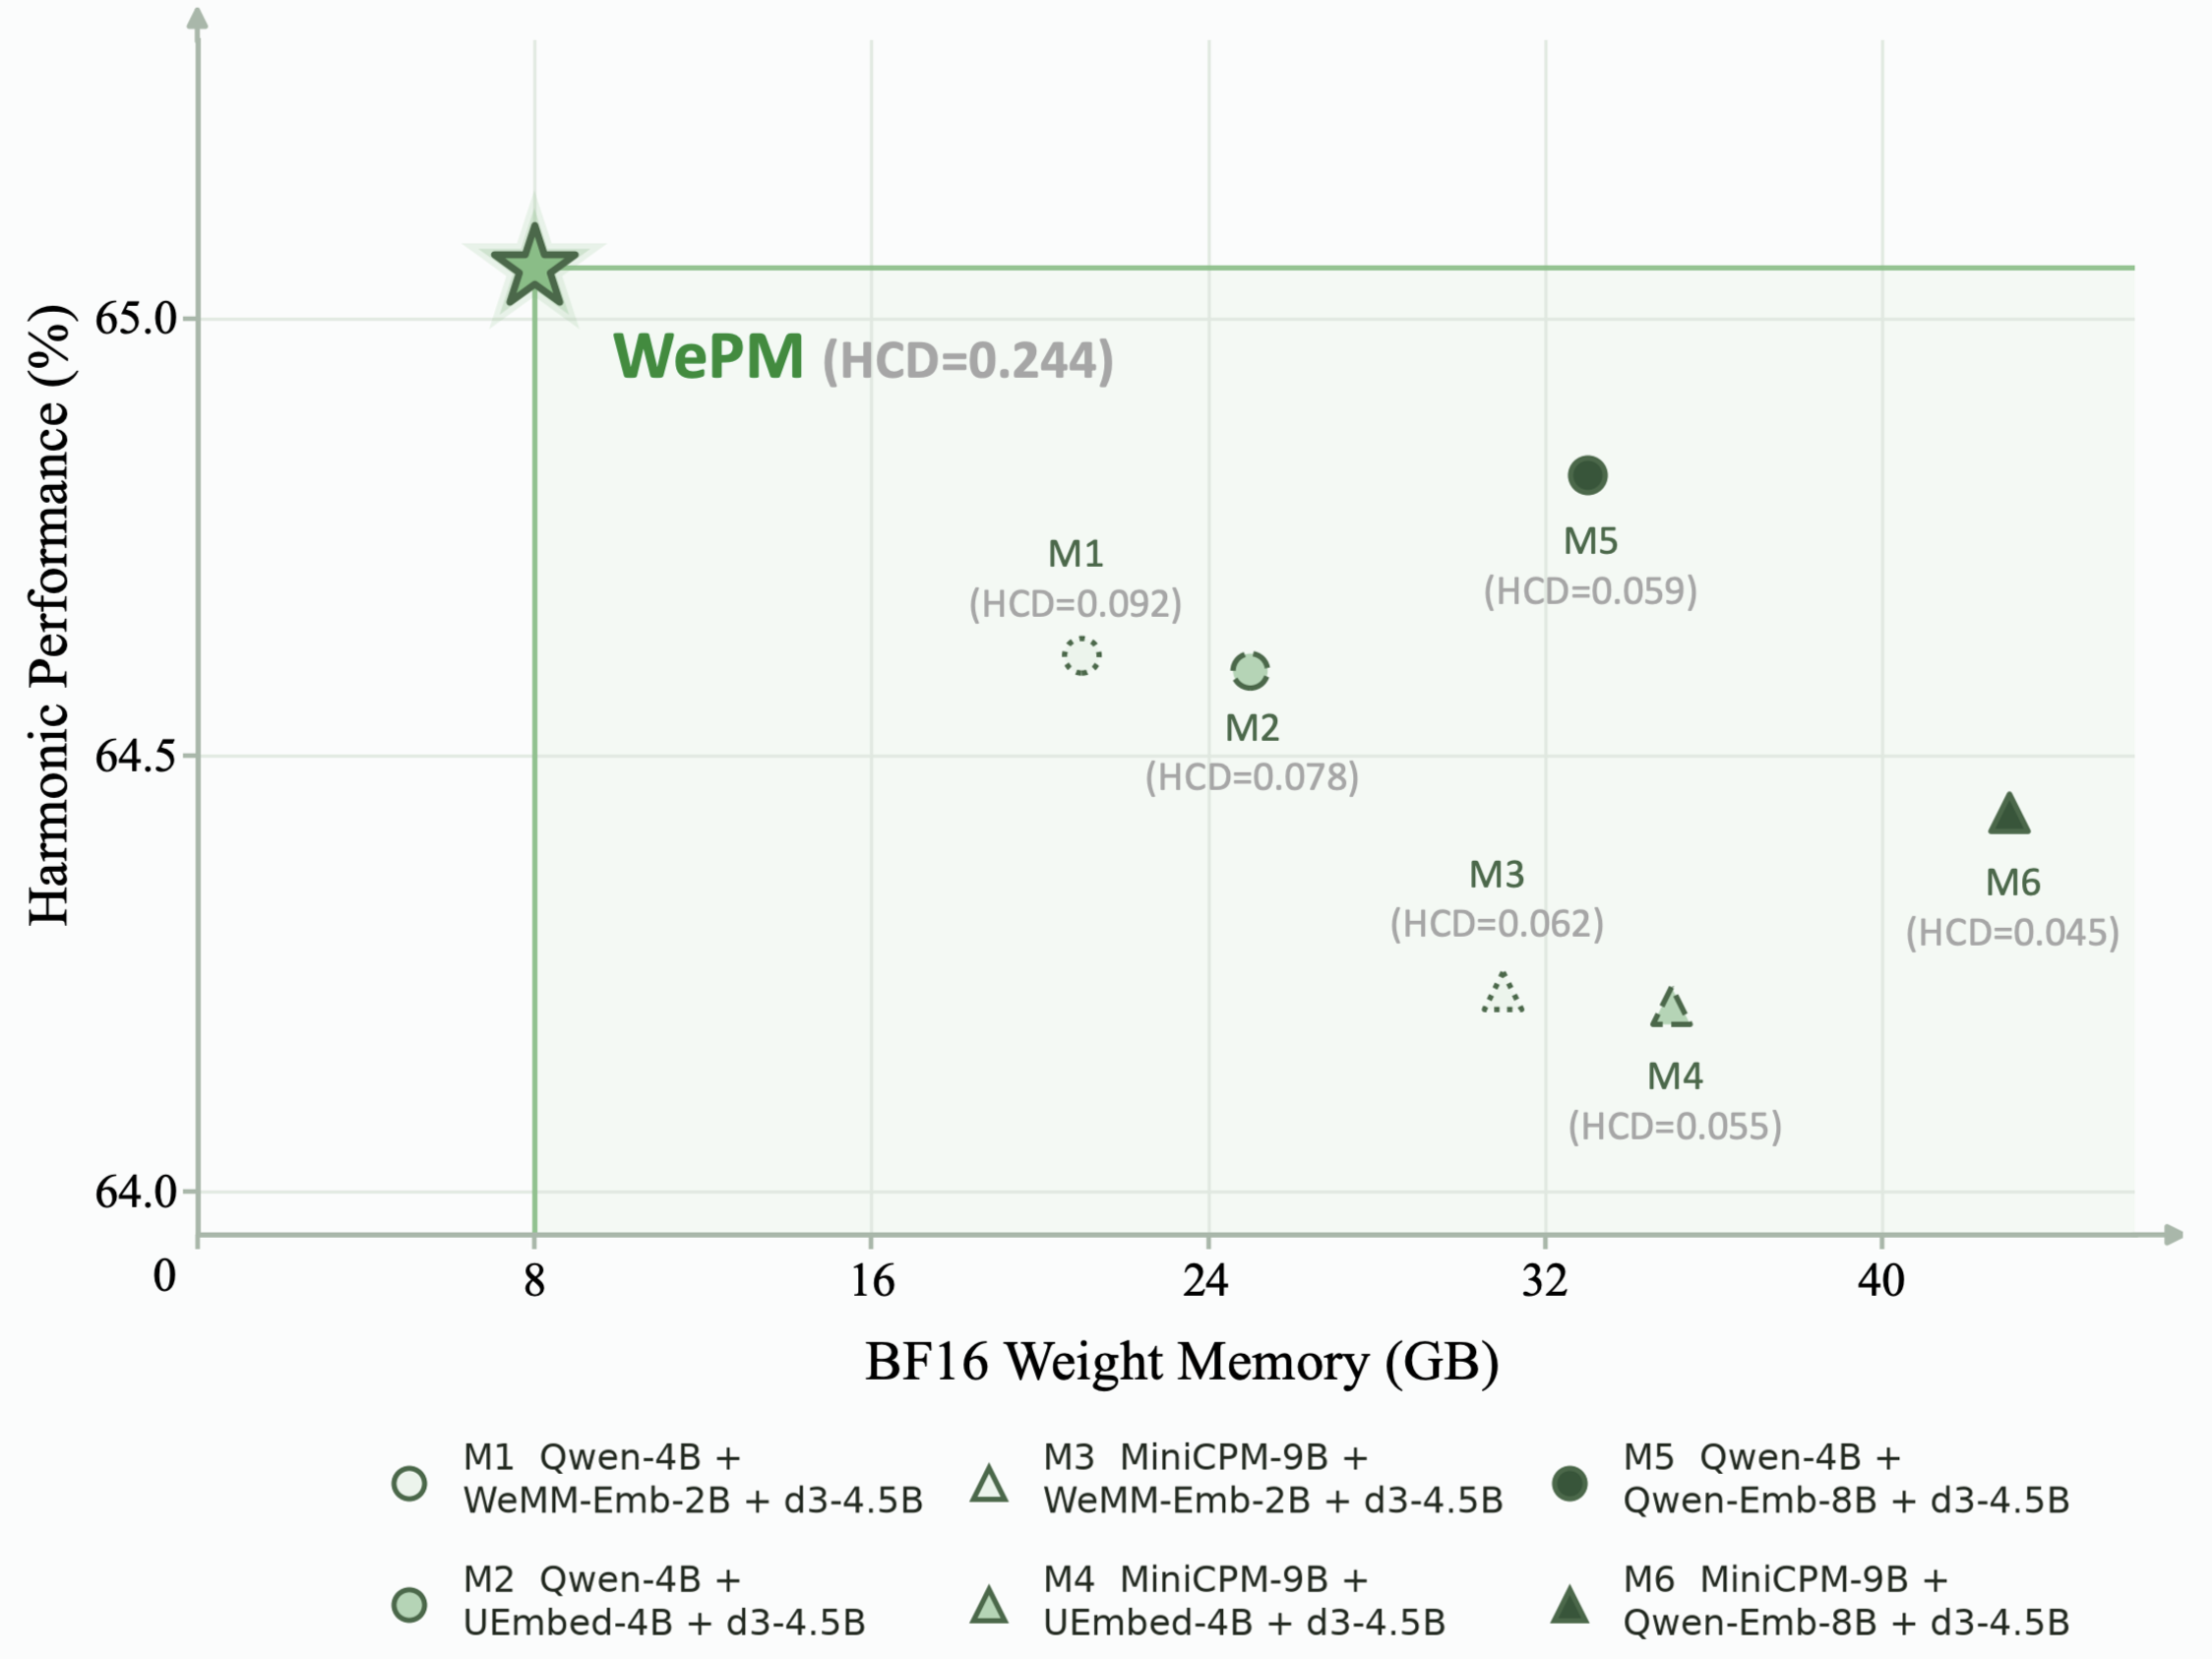 Harmonic Performance (%)
65.0
64.5
64.0
WePM (HCD=0.244)
M5
(HCD=0.059)
M1
(HCD=0.092)
M2
(HCD=0.078)
M3
(HCD=0.062)
M6
(HCD=0.045)
M4
(HCD=0.055)
0
8
16
24
32
40
BF16 Weight Memory (GB)
M1 Qwen-4B +
WeMM-Emb-2B + d3-4.5B
M3 MiniCPM-9B +
WeMM-Emb-2B + d3-4.5B
M5 Qwen-4B +
Qwen-Emb-8B + d3-4.5B
M2 Qwen-4B +
UEmbed-4B + d3-4.5B
M4 MiniCPM-9B +
UEmbed-4B + d3-4.5B
M6 MiniCPM-9B +
Qwen-Emb-8B + d3-4.5B